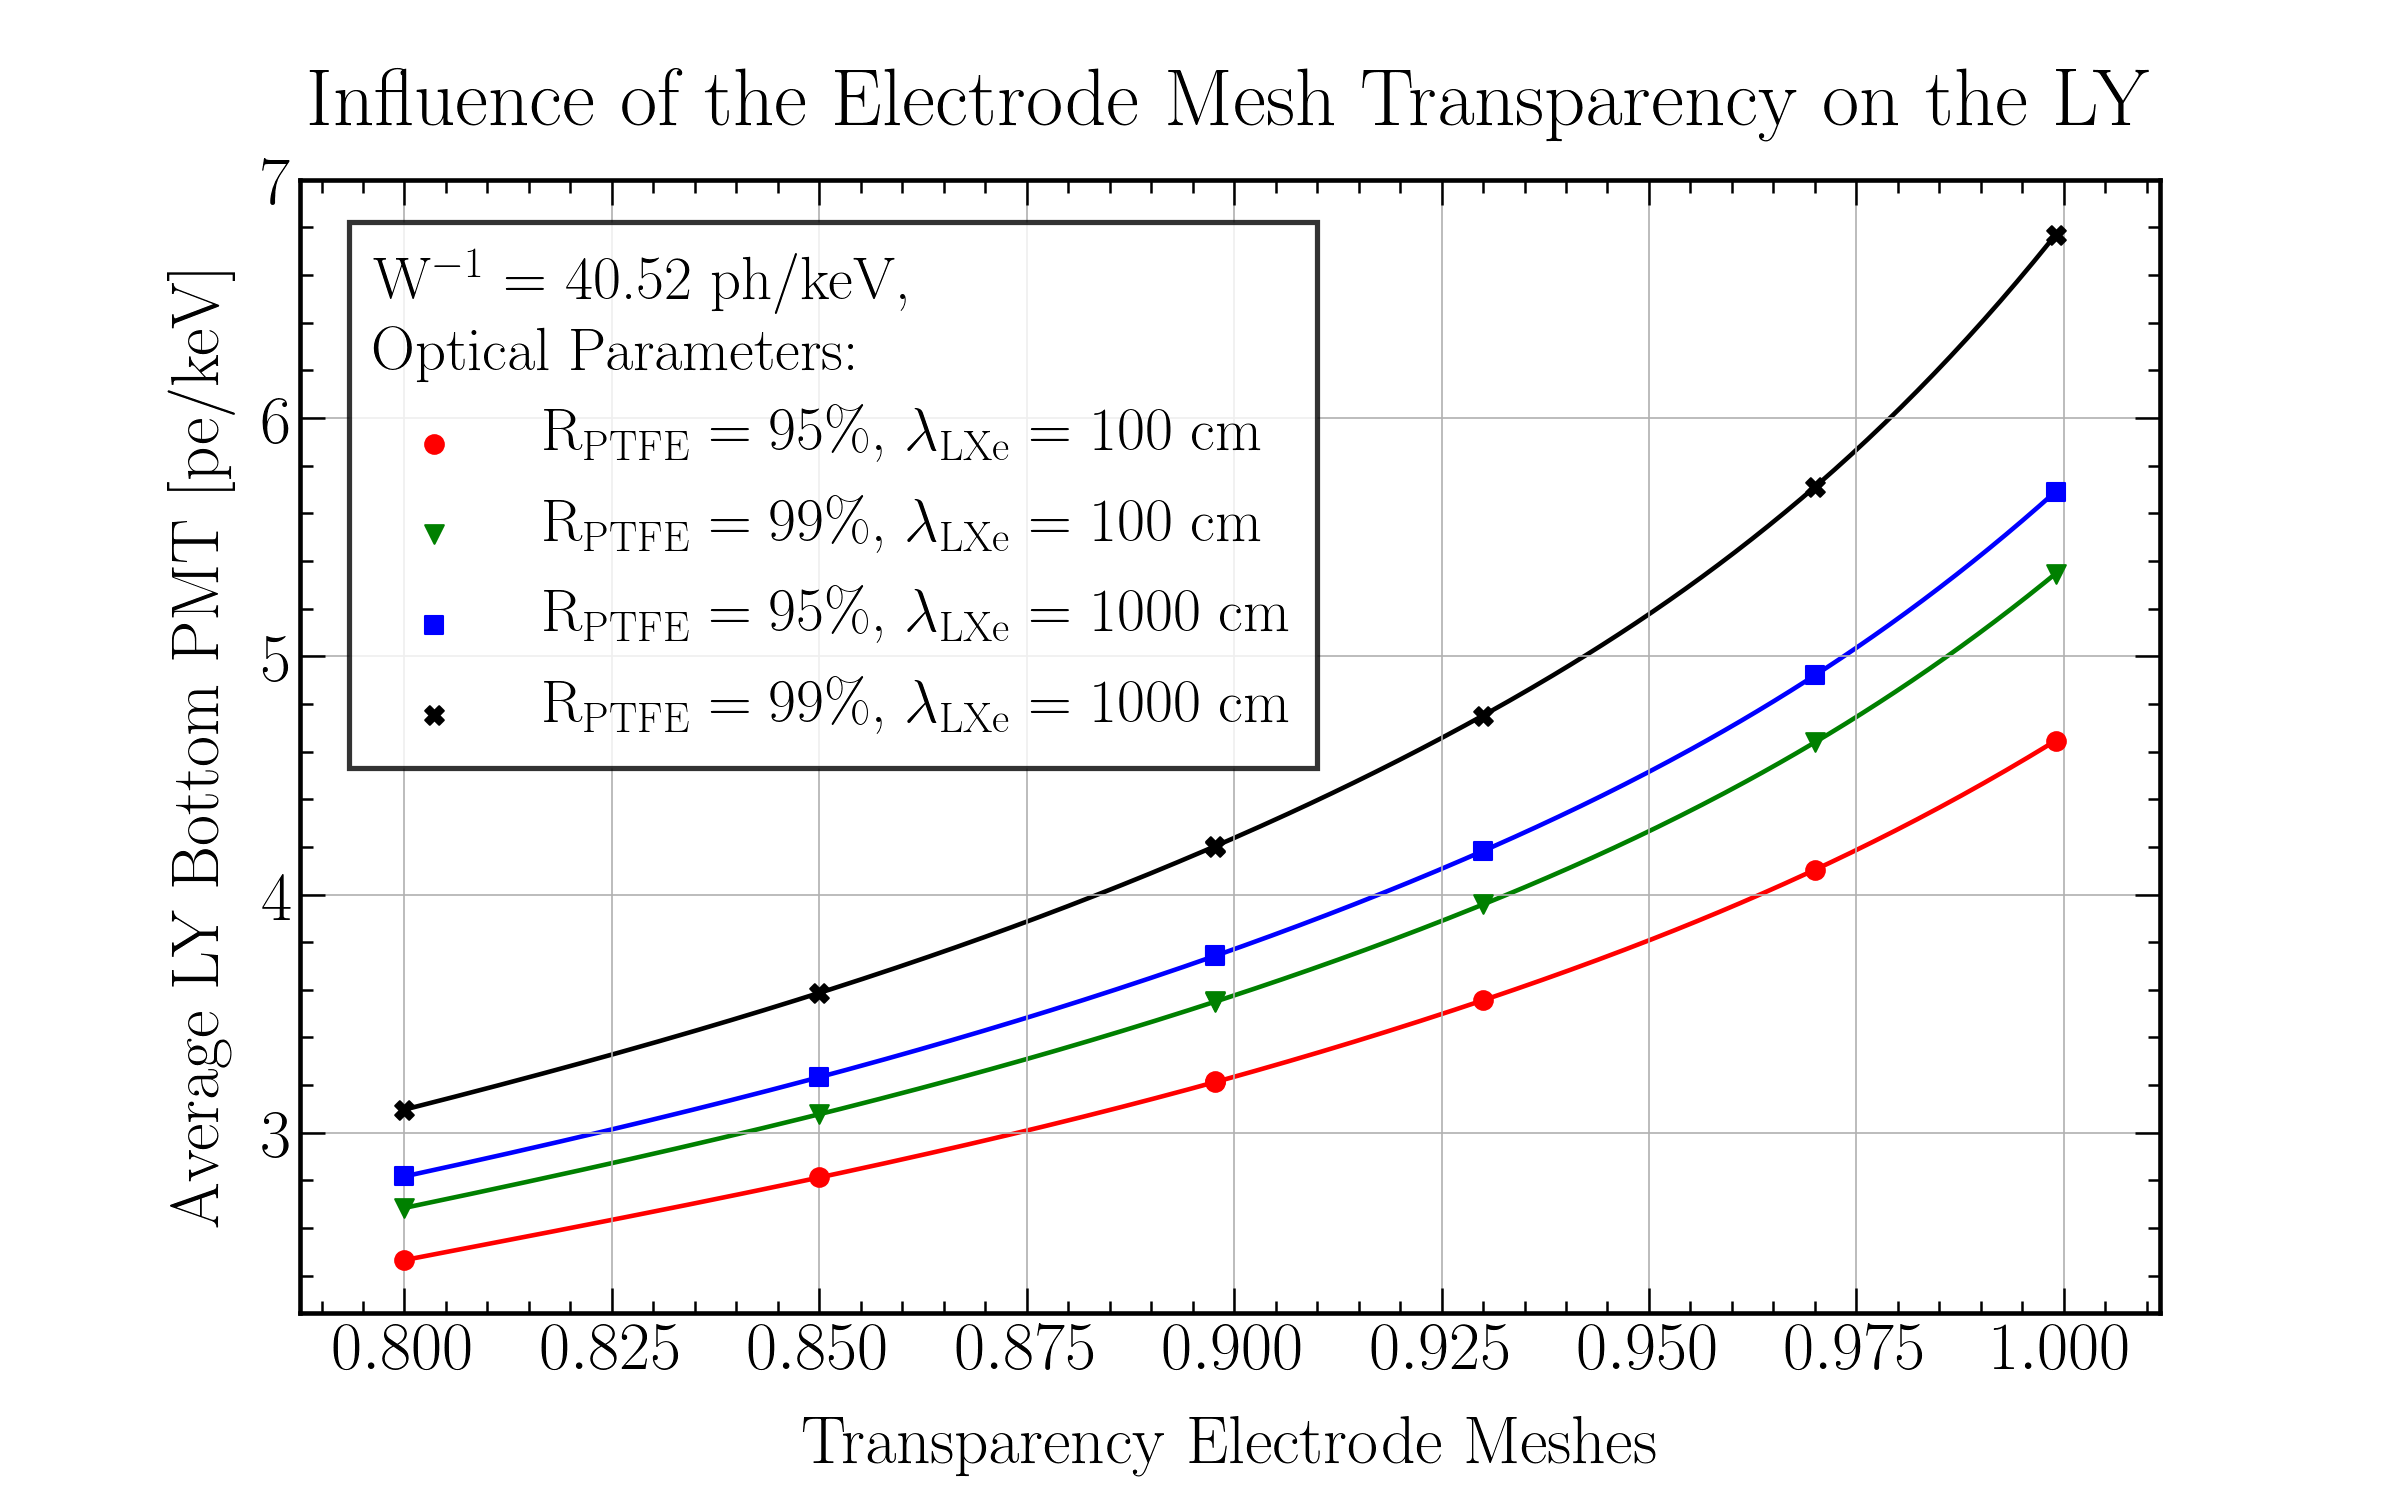 Influence of the Electrode Mesh Transparency on the LY
7
6
5
4
3
Average LY Bottom PMT [pe/keV]
W⁻¹ = 40.52 ph/keV,
Optical Parameters:
R_PTFE = 95%, λ_LXe = 100 cm
R_PTFE = 99%, λ_LXe = 100 cm
R_PTFE = 95%, λ_LXe = 1000 cm
R_PTFE = 99%, λ_LXe = 1000 cm
0.800 0.825 0.850 0.875 0.900 0.925 0.950 0.975 1.000
Transparency Electrode Meshes